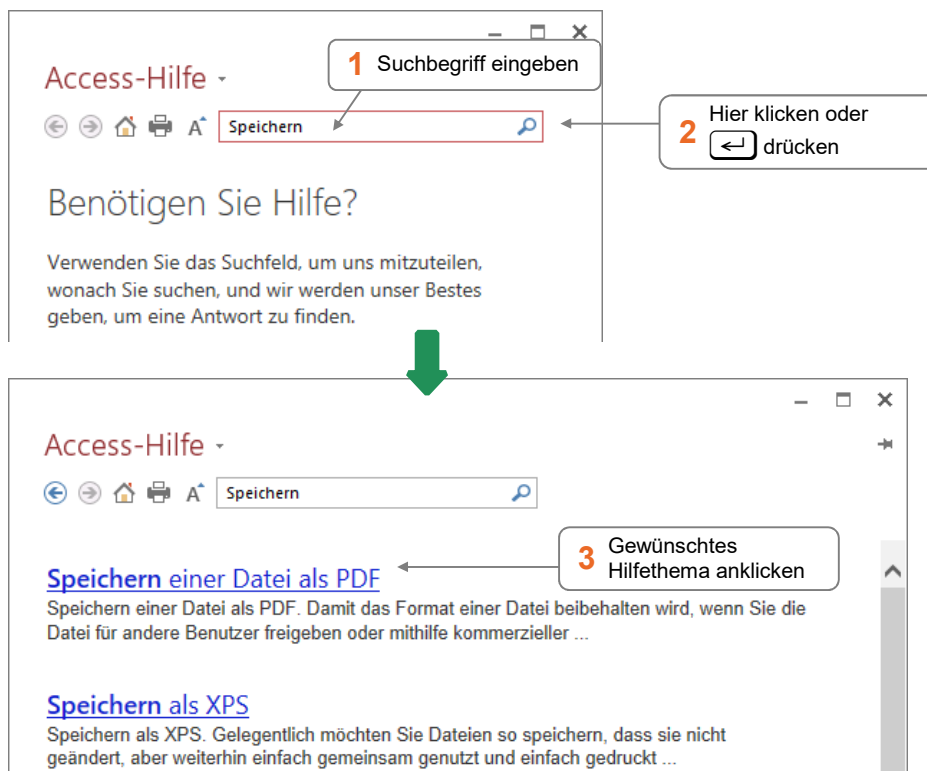 1 Suchbegriff eingeben
Access-Hilfe
A Speichern
2 Hier klicken oder
drücken
Benötigen Sie Hilfe?
Verwenden Sie das Suchfeld, um uns mitzuteilen,
wonach Sie suchen, und wir werden unser Bestes
geben, um eine Antwort zu finden.
Access-Hilfe
A Speichern
3 Gewünschtes
Hilfethema anklicken
Speichern einer Datei als PDF
Speichern einer Datei als PDF. Damit das Format einer Datei beibehalten wird, wenn Sie die
Datei für andere Benutzer freigeben oder mithilfe kommerzieller ...
Speichern als XPS
Speichern als XPS. Gelegentlich möchten Sie Dateien so speichern, dass sie nicht
geändert, aber weiterhin einfach gemeinsam genutzt und einfach gedruckt ...